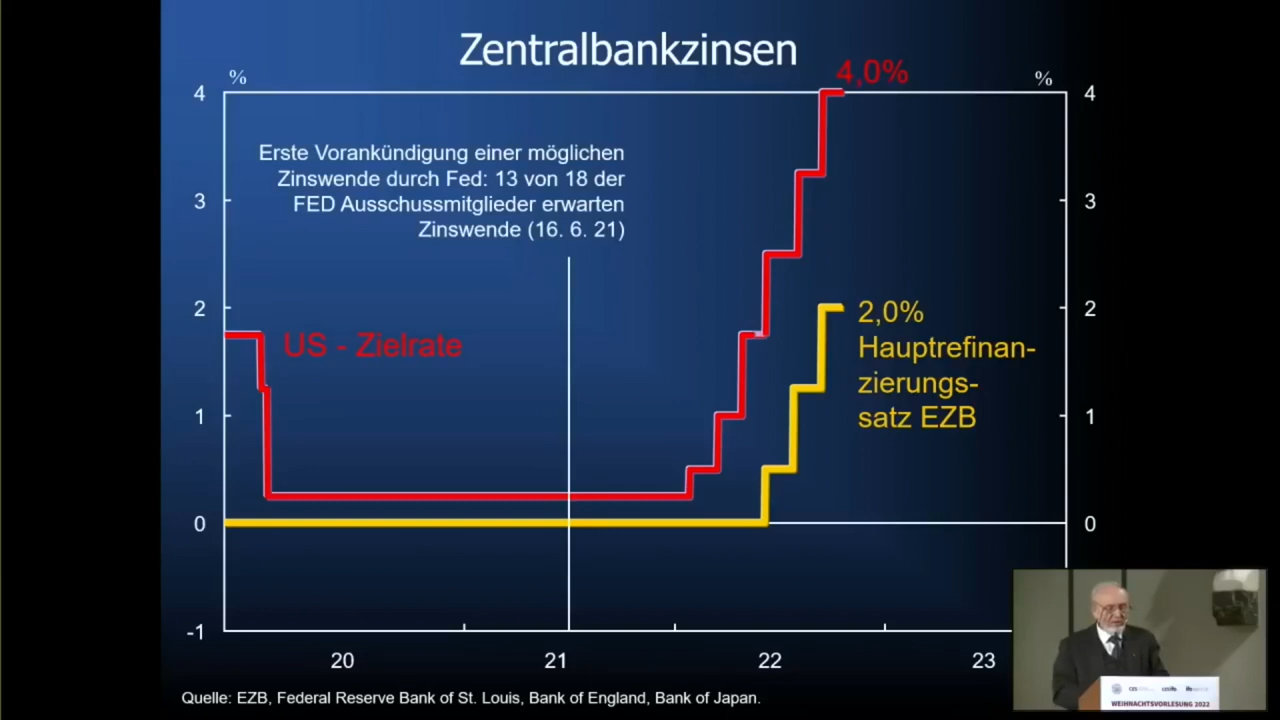 Zentralbankzinsen
%
%
4,0%
4
4
Erste Vorankündigung einer möglichen
Zinswende durch Fed: 13 von 18 der
FED Ausschussmitglieder erwarten
Zinswende (16. 6. 21)
3
3
2
2
2,0%
Hauptrefinan-
zierungs-
satz EZB
US - Zielrate
1
1
0
0
-1
20
21
22
23
Quelle: EZB, Federal Reserve Bank of St. Louis, Bank of England, Bank of Japan.
WEIHNACHTSVORLESUNG 2022